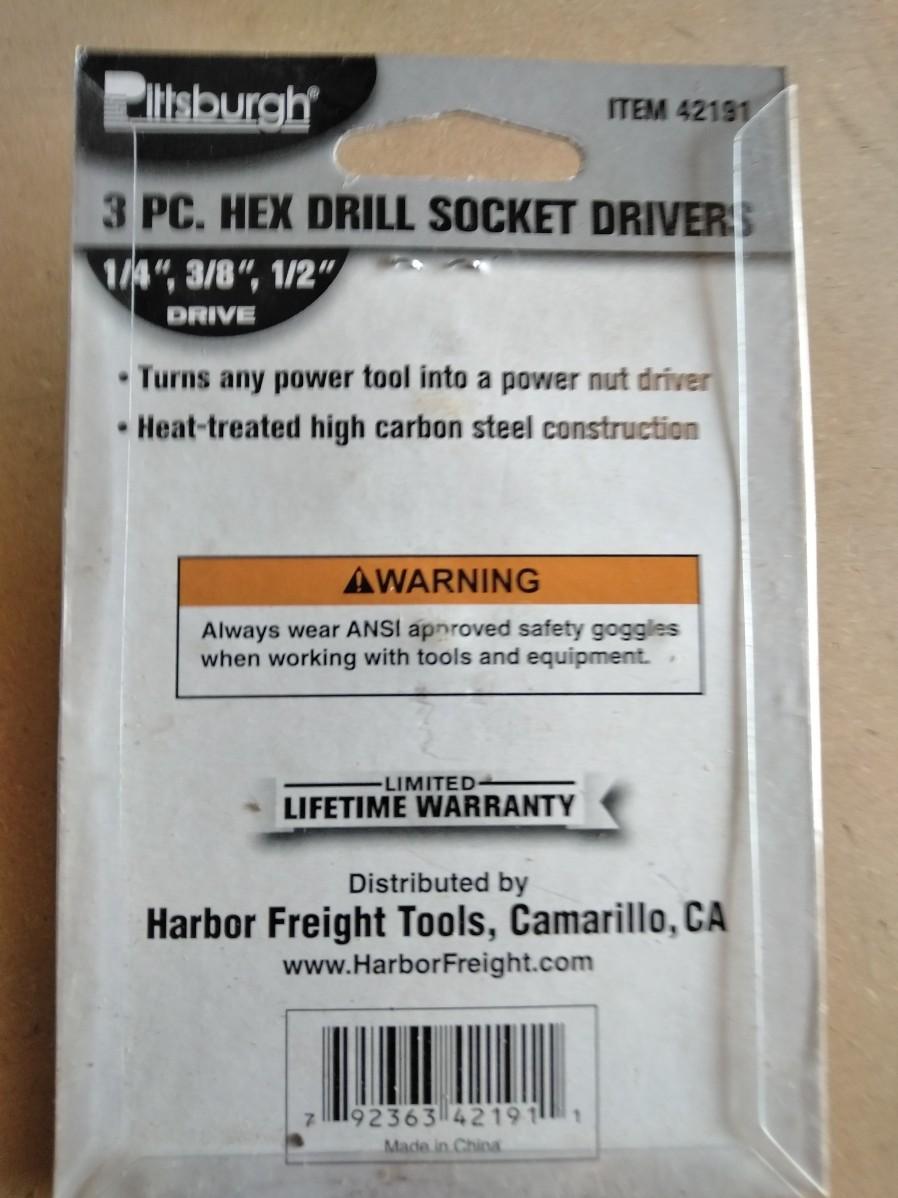 Pittsburgh®
ITEM 42191
3 PC. HEX DRILL SOCKET DRIVERS
1/4", 3/8", 1/2"
DRIVE
• Turns any power tool into a power nut driver
• Heat-treated high carbon steel construction
⚠WARNING
Always wear ANSI approved safety goggles
when working with tools and equipment.
LIMITED
LIFETIME WARRANTY
Distributed by
Harbor Freight Tools, Camarillo, CA
www.HarborFreight.com
7 92363 42191 1
Made in China